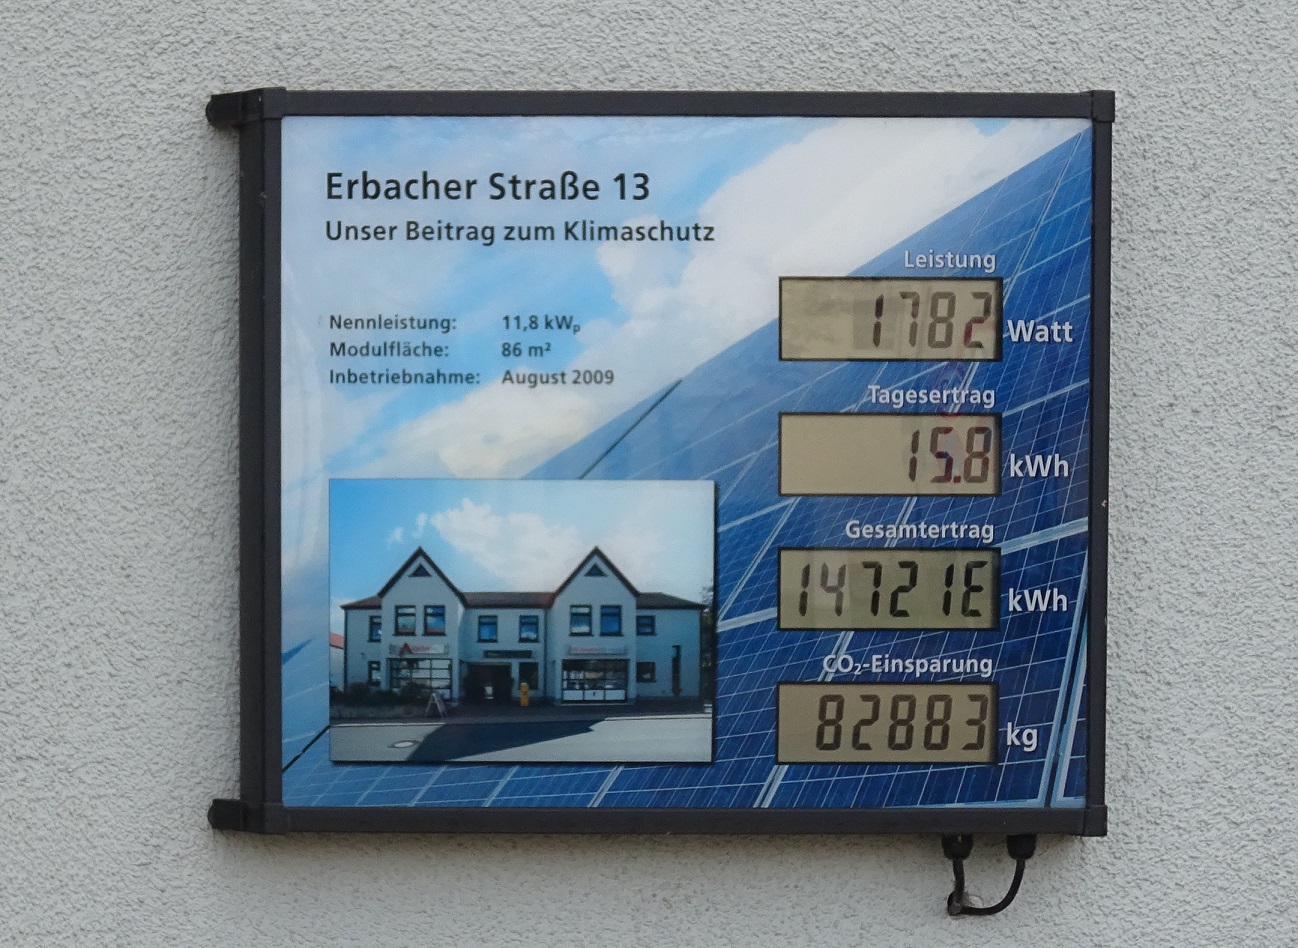 Erbacher Straße 13
Unser Beitrag zum Klimaschutz
Nennleistung: 11,8 kWₚ
Modulfläche: 86 m²
Inbetriebnahme: August 2009
Leistung
1782 Watt
Tagesertrag
15.8 kWh
Gesamtertrag
14721E kWh
CO₂-Einsparung
82883 kg